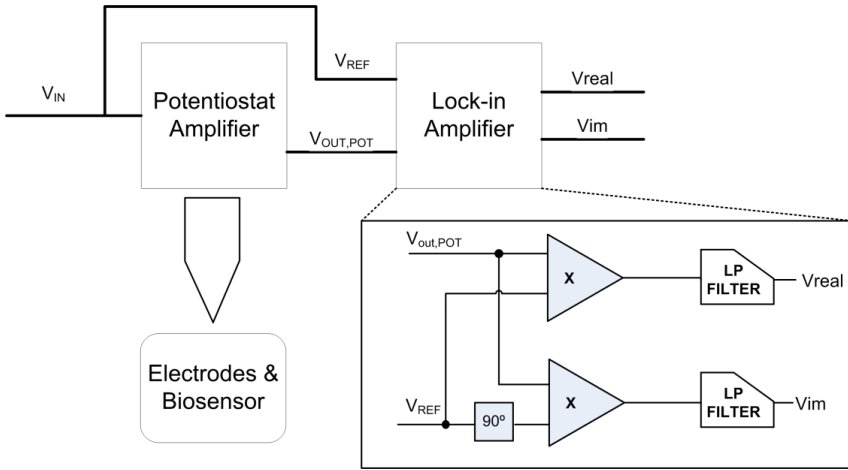 V_IN
V_REF
Potentiostat
Amplifier
V_OUT,POT
Lock-in
Amplifier
Vreal
Vim
Electrodes &
Biosensor
V_out,POT
X
LP
FILTER
Vreal
V_REF
90º
X
LP
FILTER
Vim